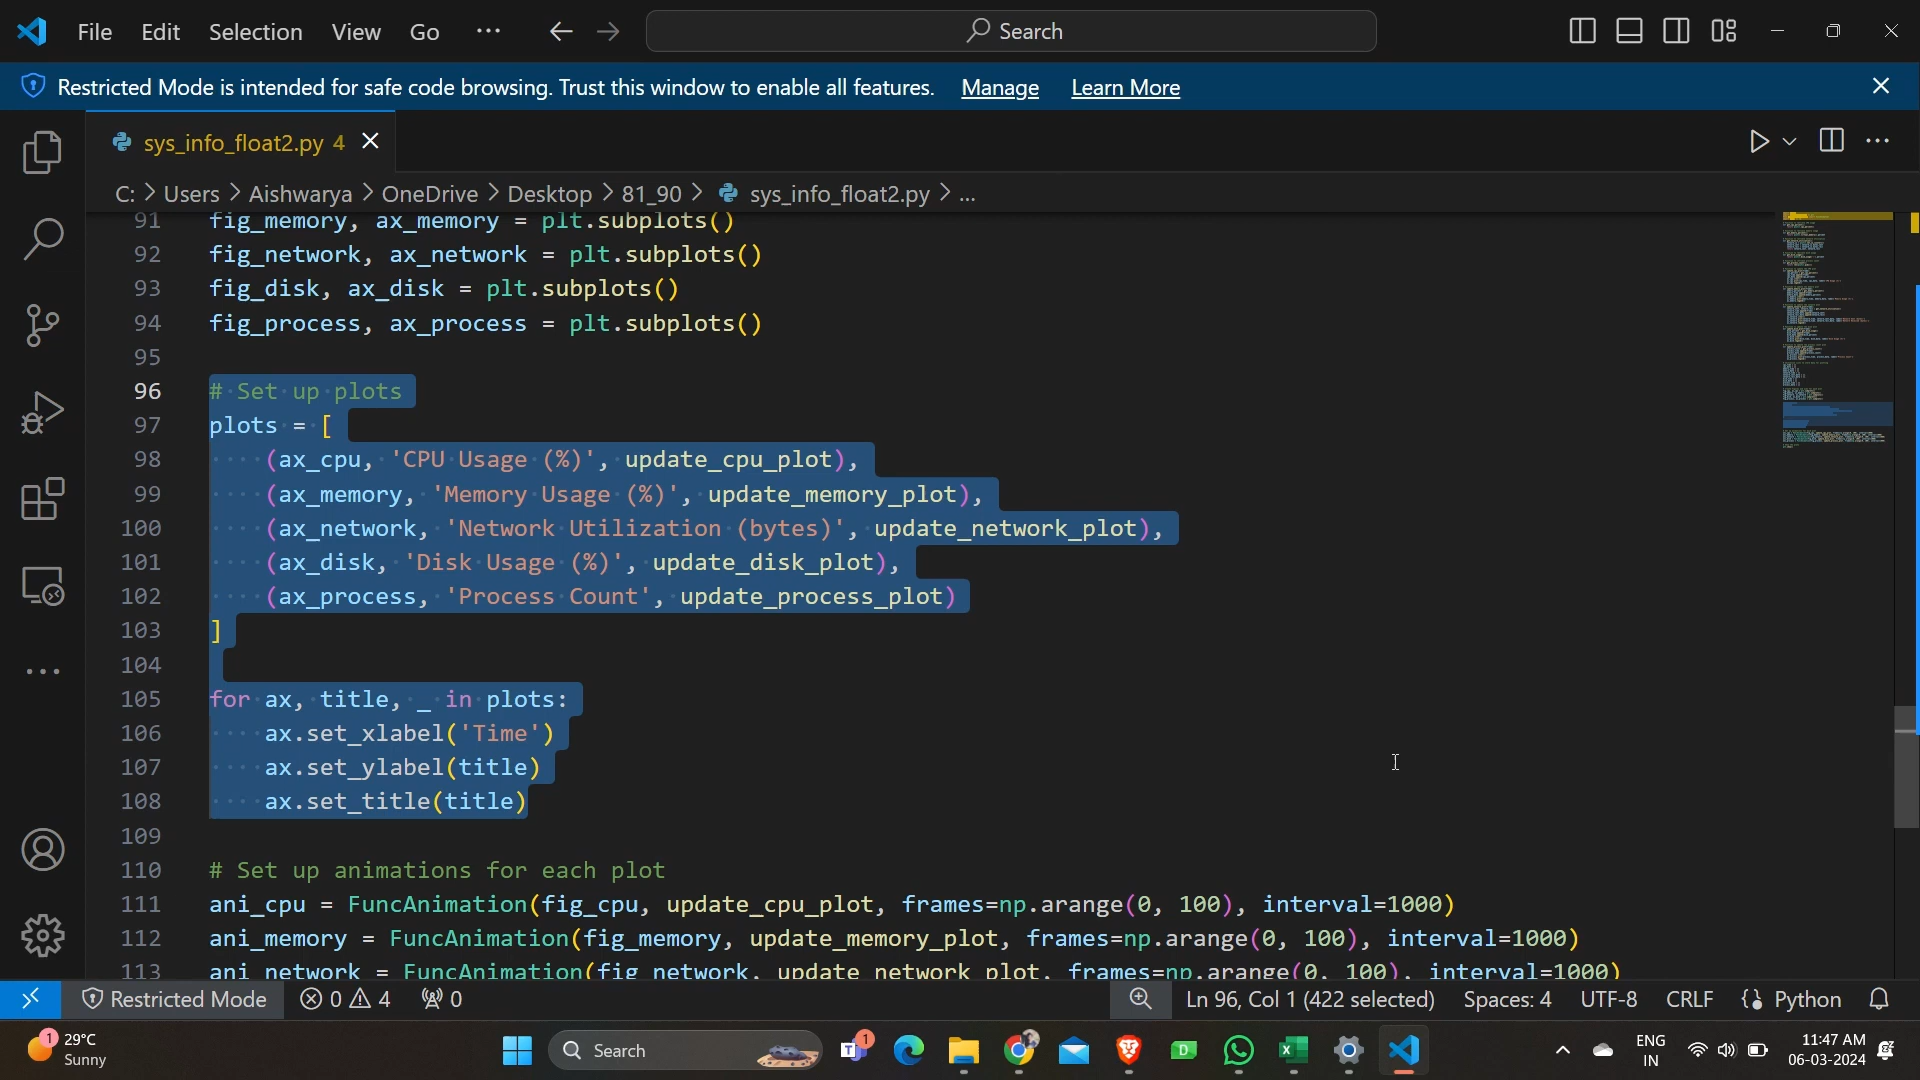 File Edit Selection View Go ... Search
Restricted Mode is intended for safe code browsing. Trust this window to enable all features. Manage Learn More
sys_info_float2.py 4
C: > Users > Aishwarya > OneDrive > Desktop > 81_90 > sys_info_float2.py > ...
91 fig_memory, ax_memory = plt.subplots()
92 fig_network, ax_network = plt.subplots()
93 fig_disk, ax_disk = plt.subplots()
94 fig_process, ax_process = plt.subplots()
95
96 # Set up plots
97 plots = [
98 (ax_cpu, 'CPU Usage (%)', update_cpu_plot),
99 (ax_memory, 'Memory Usage (%)', update_memory_plot),
100 (ax_network, 'Network Utilization (bytes)', update_network_plot),
101 (ax_disk, 'Disk Usage (%)', update_disk_plot),
102 (ax_process, 'Process Count', update_process_plot)
103 ]
104
105 for ax, title, _ in plots:
106 ax.set_xlabel('Time')
107 ax.set_ylabel(title)
108 ax.set_title(title)
109
110 # Set up animations for each plot
111 ani_cpu = FuncAnimation(fig_cpu, update_cpu_plot, frames=np.arange(0, 100), interval=1000)
112 ani_memory = FuncAnimation(fig_memory, update_memory_plot, frames=np.arange(0, 100), interval=1000)
113 ani_network = FuncAnimation(fig_network, update_network_plot, frames=np.arange(0, 100), interval=1000)
Restricted Mode 0 4 0 Ln 96, Col 1 (422 selected) Spaces: 4 UTF-8 CRLF Python
1 29°C
Sunny
Search
1
D
ENG
IN
11:47 AM
06-03-2024